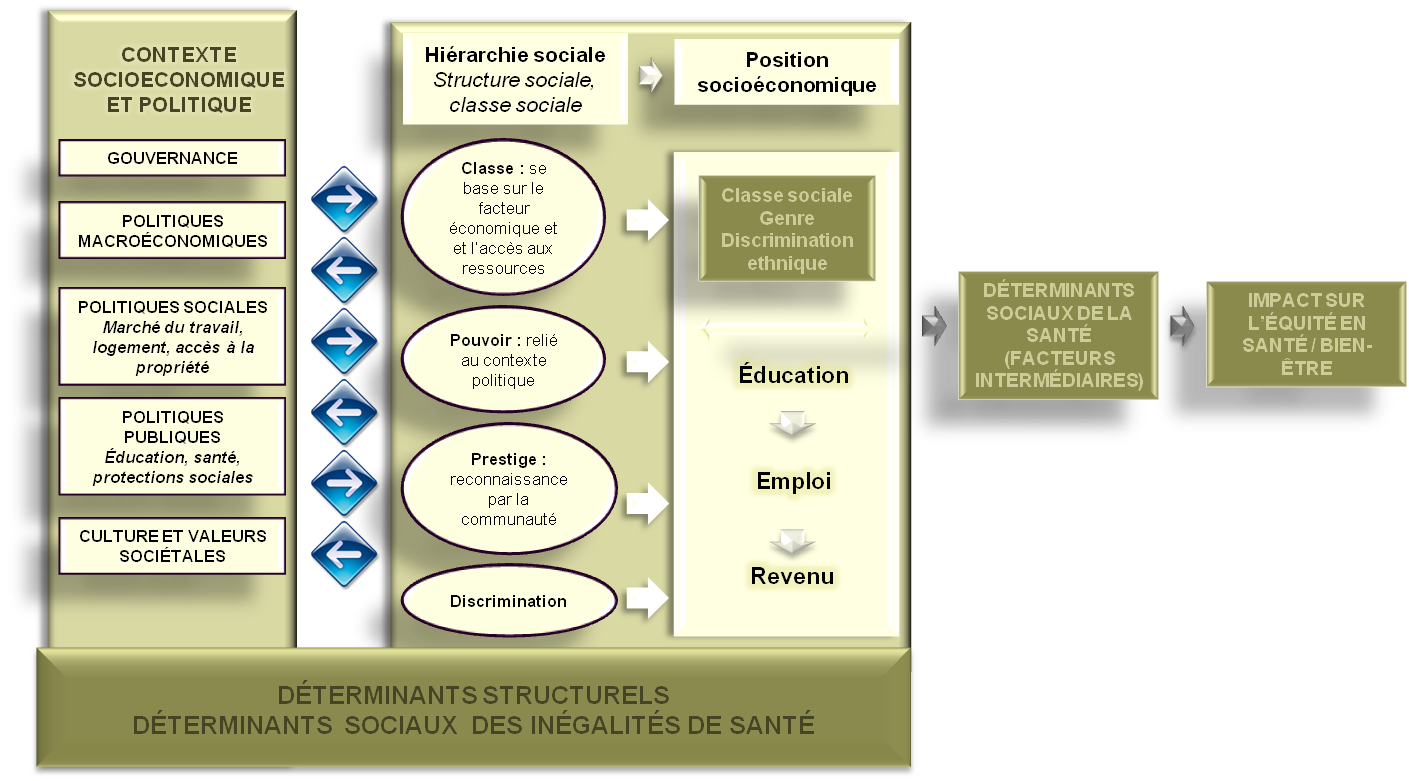 CONTEXTE
SOCIOECONOMIQUE
ET POLITIQUE
GOUVERNANCE
POLITIQUES
MACROÉCONOMIQUES
POLITIQUES SOCIALES
Marché du travail,
logement, accès à la
propriété
POLITIQUES
PUBLIQUES
Éducation, santé,
protections sociales
CULTURE ET VALEURS
SOCIÉTALES
Hiérarchie sociale
Structure sociale,
classe sociale
Position
socioéconomique
Classe : se
base sur le
facteur
économique et
et l'accès aux
ressources
Pouvoir : relié
au contexte
politique
Prestige :
reconnaissance
par la
communauté
Discrimination
Classe sociale
Genre
Discrimination
ethnique
Éducation
Emploi
Revenu
DÉTERMINANTS
SOCIAUX DE LA
SANTÉ
(FACTEURS
INTERMÉDIAIRES)
IMPACT SUR
L'ÉQUITÉ EN
SANTÉ / BIEN-
ÊTRE
DÉTERMINANTS STRUCTURELS
DÉTERMINANTS SOCIAUX DES INÉGALITÉS DE SANTÉ